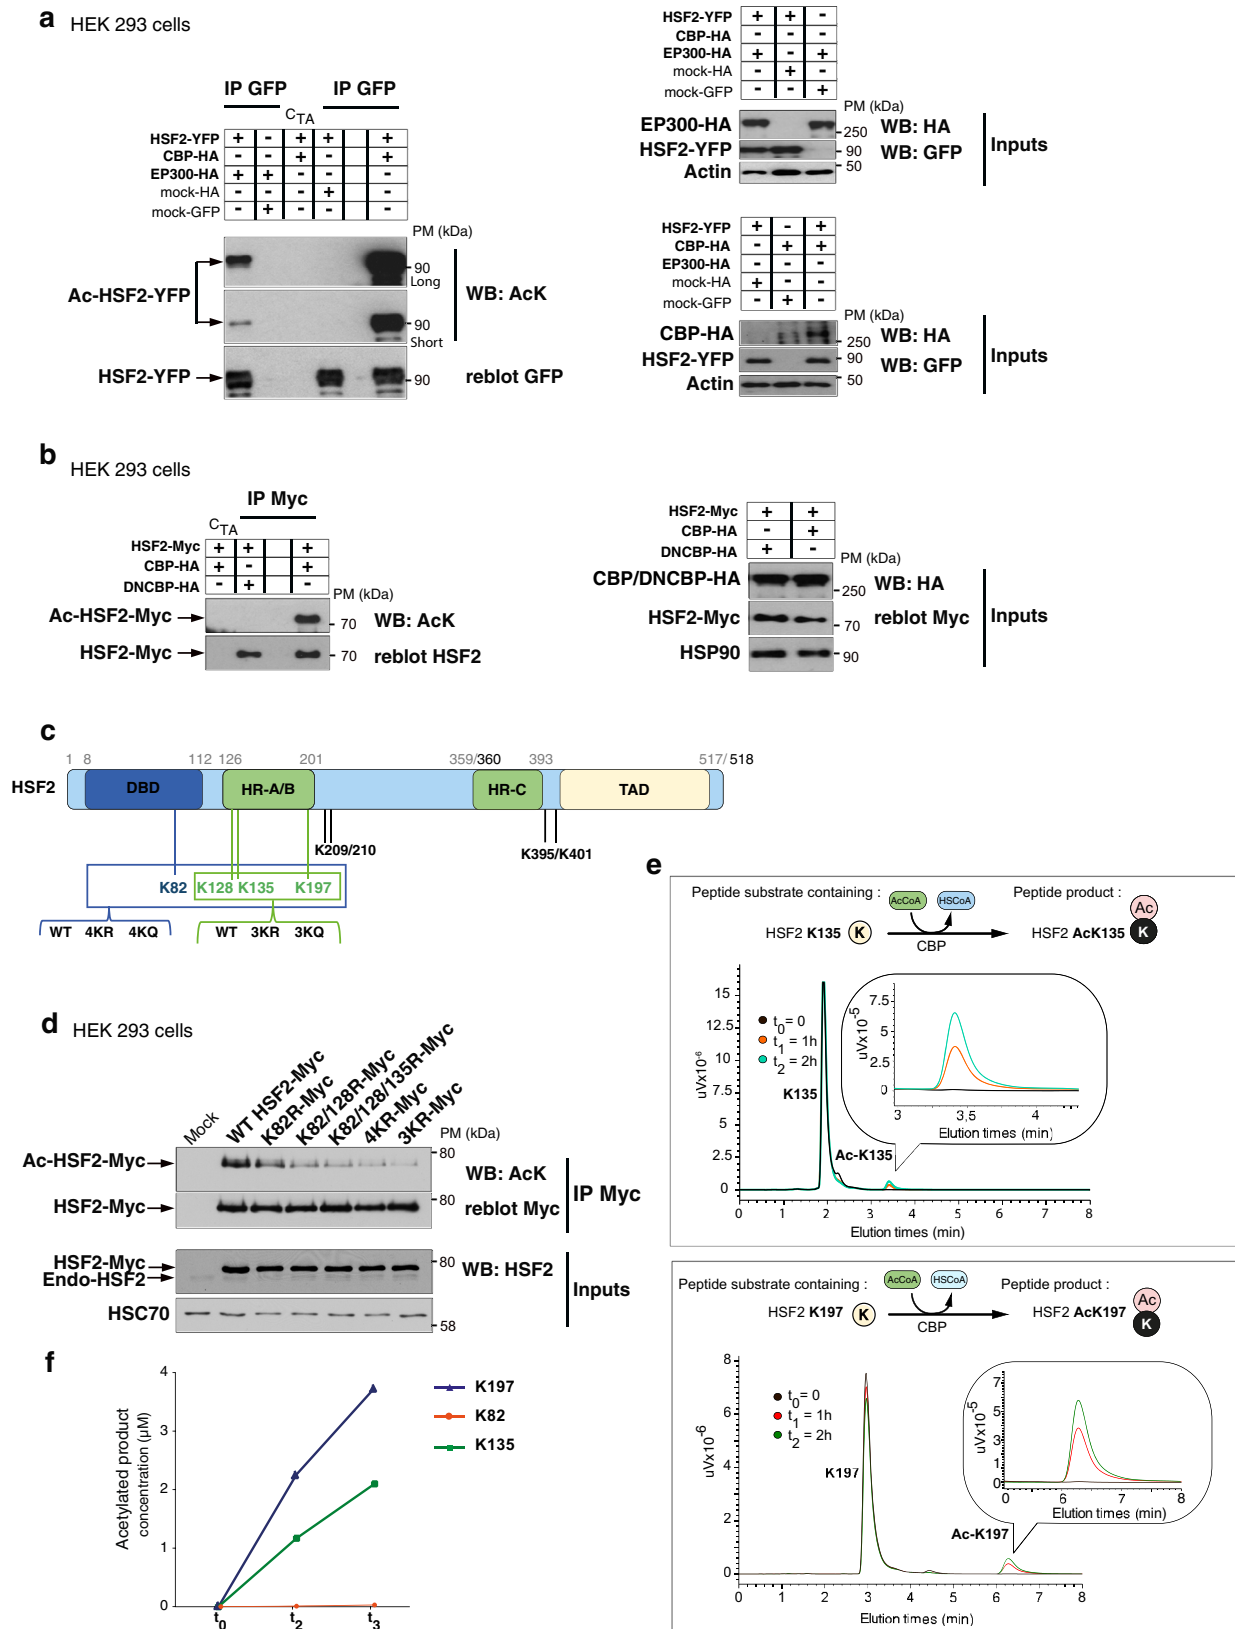 a HEK 293 cells
IP GFP IP GFP
CTA
HSF2-YFP + - + + +
CBP-HA - - + - +
EP300-HA + + - - -
mock-HA - - - + -
mock-GFP - + - - -
PM (kDa)
Ac-HSF2-YFP
90
Long
WB: AcK
90
Short
HSF2-YFP
90
reblot GFP
HSF2-YFP + + -
CBP-HA - - -
EP300-HA + - +
mock-HA - + -
mock-GFP - - +
PM (kDa)
EP300-HA 250 WB: HA
HSF2-YFP 90 WB: GFP
Actin 50
Inputs
HSF2-YFP + - +
CBP-HA - + +
EP300-HA - - -
mock-HA + - -
mock-GFP - + -
PM (kDa)
CBP-HA 250 WB: HA
HSF2-YFP 90 WB: GFP
Actin 50
Inputs
b HEK 293 cells
IP Myc
CTA
HSF2-Myc + + +
CBP-HA + - +
DNCBP-HA - + -
PM (kDa)
Ac-HSF2-Myc 70 WB: AcK
HSF2-Myc 70 reblot HSF2
HSF2-Myc + +
CBP-HA - +
DNCBP-HA + -
PM (kDa)
CBP/DNCBP-HA 250 WB: HA
HSF2-Myc 70 reblot Myc
HSP90 90
Inputs
c
1 8 112 126 201 359/360 393 517/518
HSF2 DBD HR-A/B HR-C TAD
K209/210 K395/K401
K82 K128 K135 K197
WT 4KR 4KQ WT 3KR 3KQ
d HEK 293 cells
Mock
WT HSF2-Myc
K82R-Myc
K82/128R-Myc
K82/128/135R-Myc
4KR-Myc
3KR-Myc
PM (kDa)
Ac-HSF2-Myc 80 WB: AcK
HSF2-Myc 80 reblot Myc
IP Myc
HSF2-Myc 80 WB: HSF2
Endo-HSF2
HSC70 58
Inputs
e
Peptide substrate containing : Peptide product :
AcCoA HSCoA
Ac
HSF2 K135 K CBP HSF2 AcK135 K
15
12.5
10
7.5
5
2.5
0
uVx10-6
t0= 0
t1 = 1h
t2 = 2h
K135
Ac-K135
7.5
5
2.5
0
uVx10-5
3 3,5 4
Elution times (min)
0 1 2 3 4 5 6 7 8
Elution times (min)
Peptide substrate containing : Peptide product :
AcCoA HSCoA
Ac
HSF2 K197 K CBP HSF2 AcK197 K
8
6
4
2
0
uVx10-6
t0= 0
t1 = 1h
t2 = 2h
K197
Ac-K197
7
5
3
1
0
uVx10-5
0 6 7 8
Elution times (min)
0 1 2 3 4 5 6 7 8
Elution times (min)
f
4
3
2
1
0
Acetylated product
concentration (µM)
t0 t2 t3
K197
K82
K135